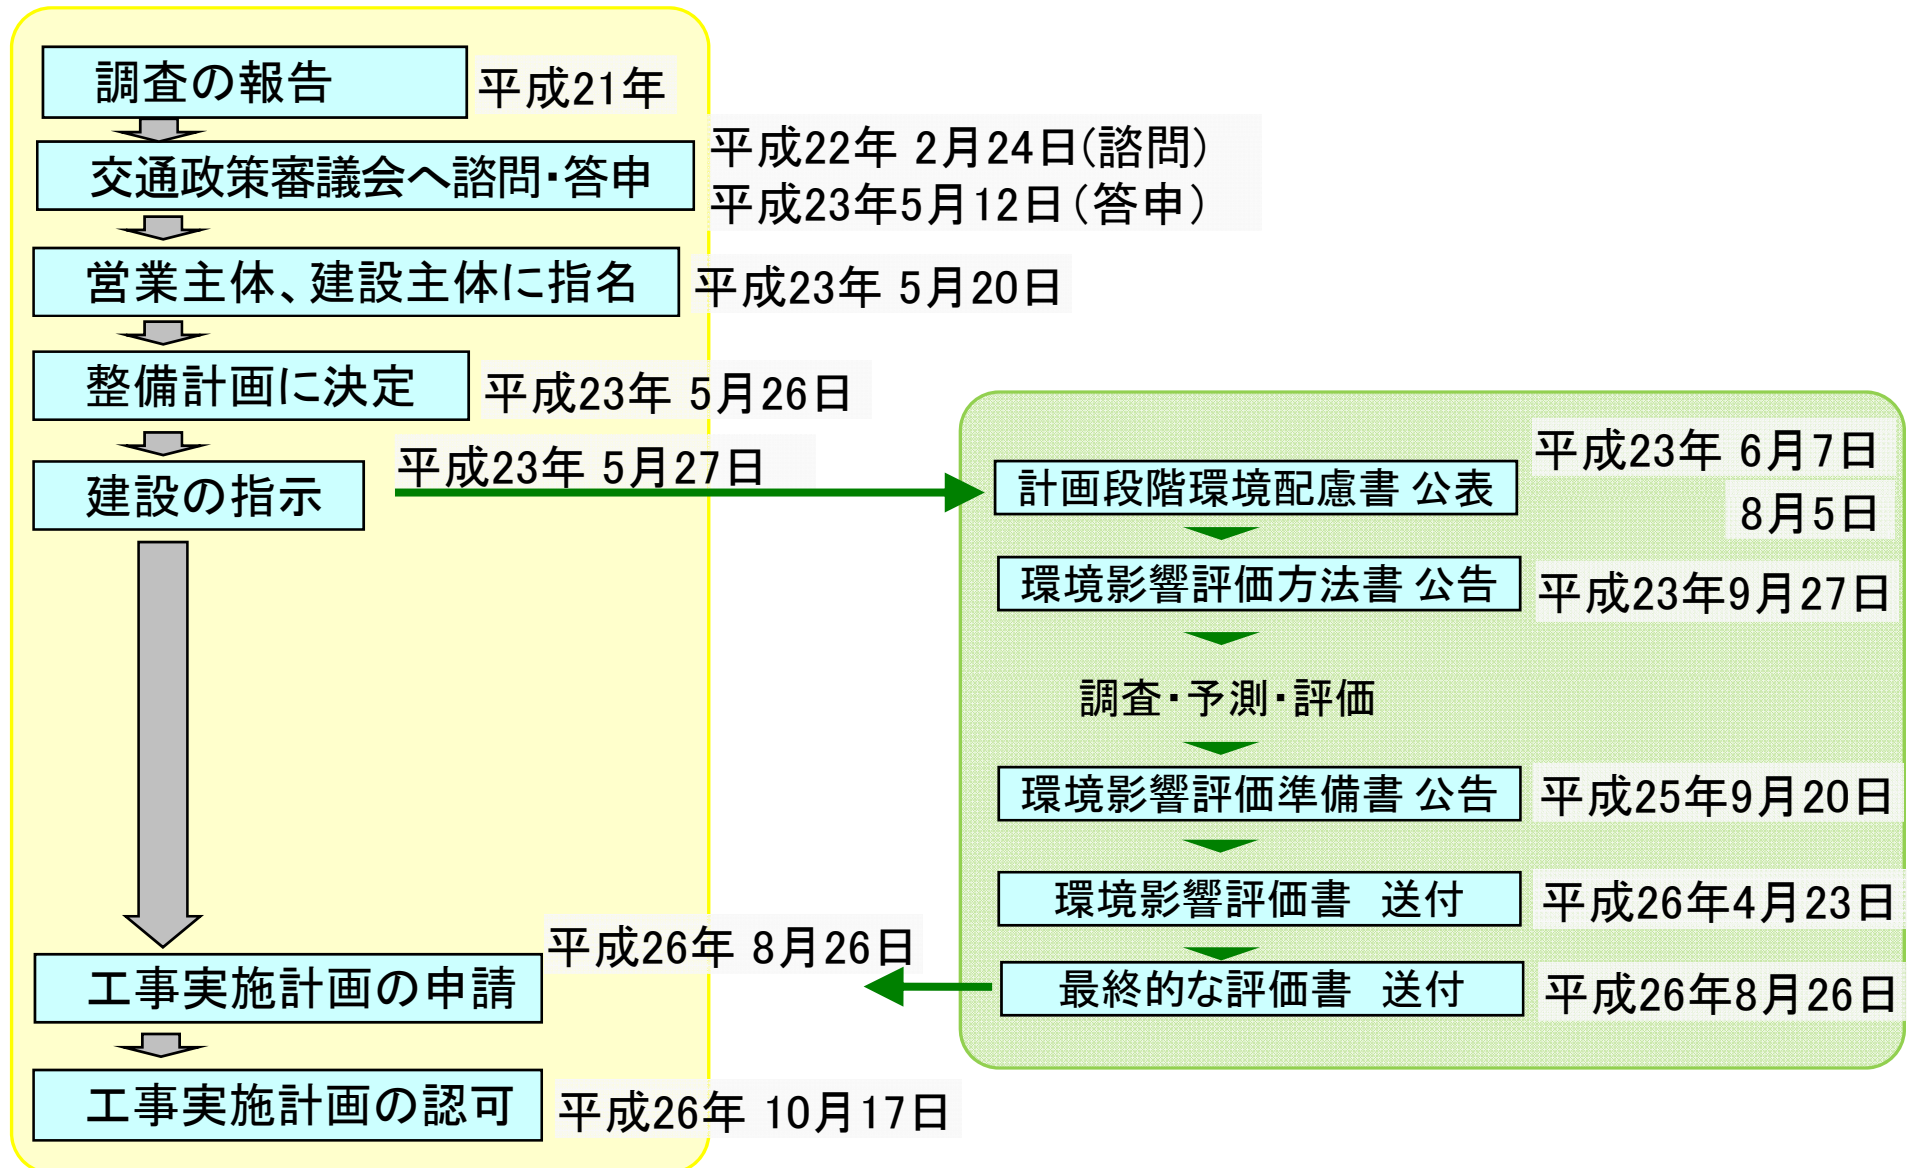 調査の報告
平成21年
交通政策審議会へ諮問・答申
平成22年 2月24日(諮問)
平成23年5月12日(答申)
営業主体、建設主体に指名
平成23年 5月20日
整備計画に決定
平成23年 5月26日
建設の指示
平成23年 5月27日
計画段階環境配慮書 公表
平成23年 6月7日
8月5日
環境影響評価方法書 公告
平成23年9月27日
調査・予測・評価
環境影響評価準備書 公告
平成25年9月20日
環境影響評価書　送付
平成26年4月23日
最終的な評価書　送付
平成26年8月26日
工事実施計画の申請
平成26年 8月26日
工事実施計画の認可
平成26年 10月17日